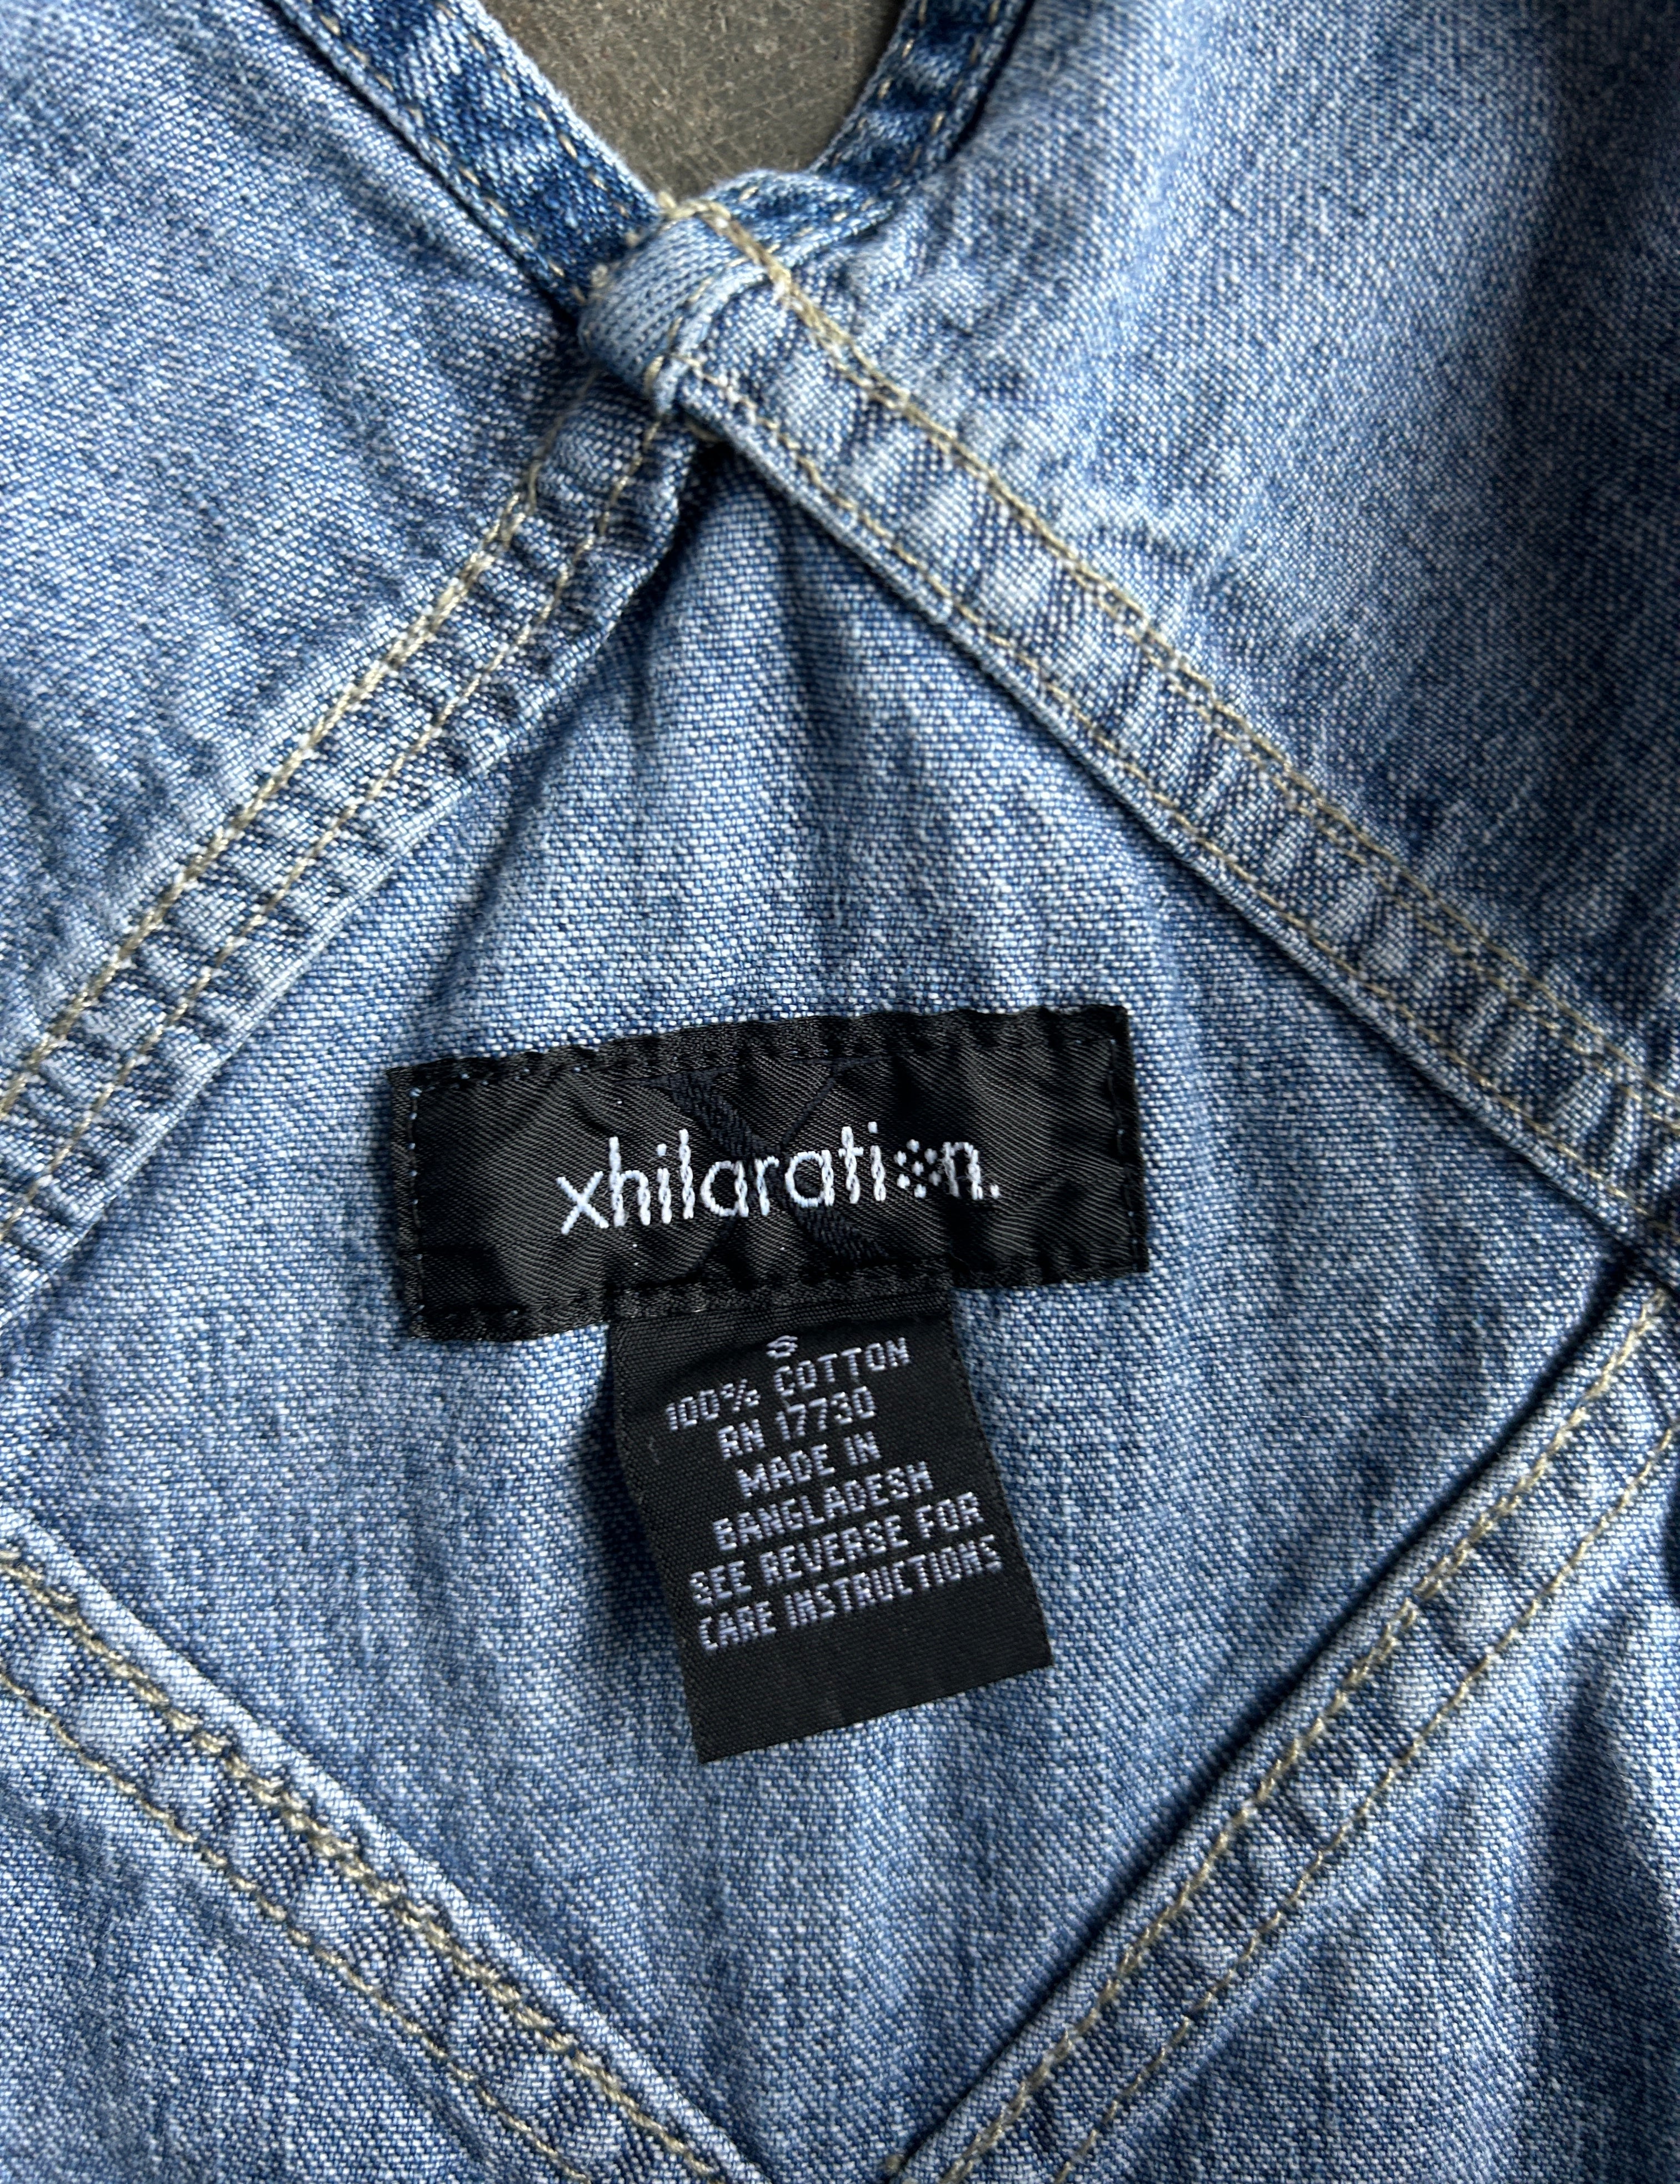 xhilaration.
S
100% COTTON
RN 17730
MADE IN
BANGLADESH
SEE REVERSE FOR
CARE INSTRUCTIONS